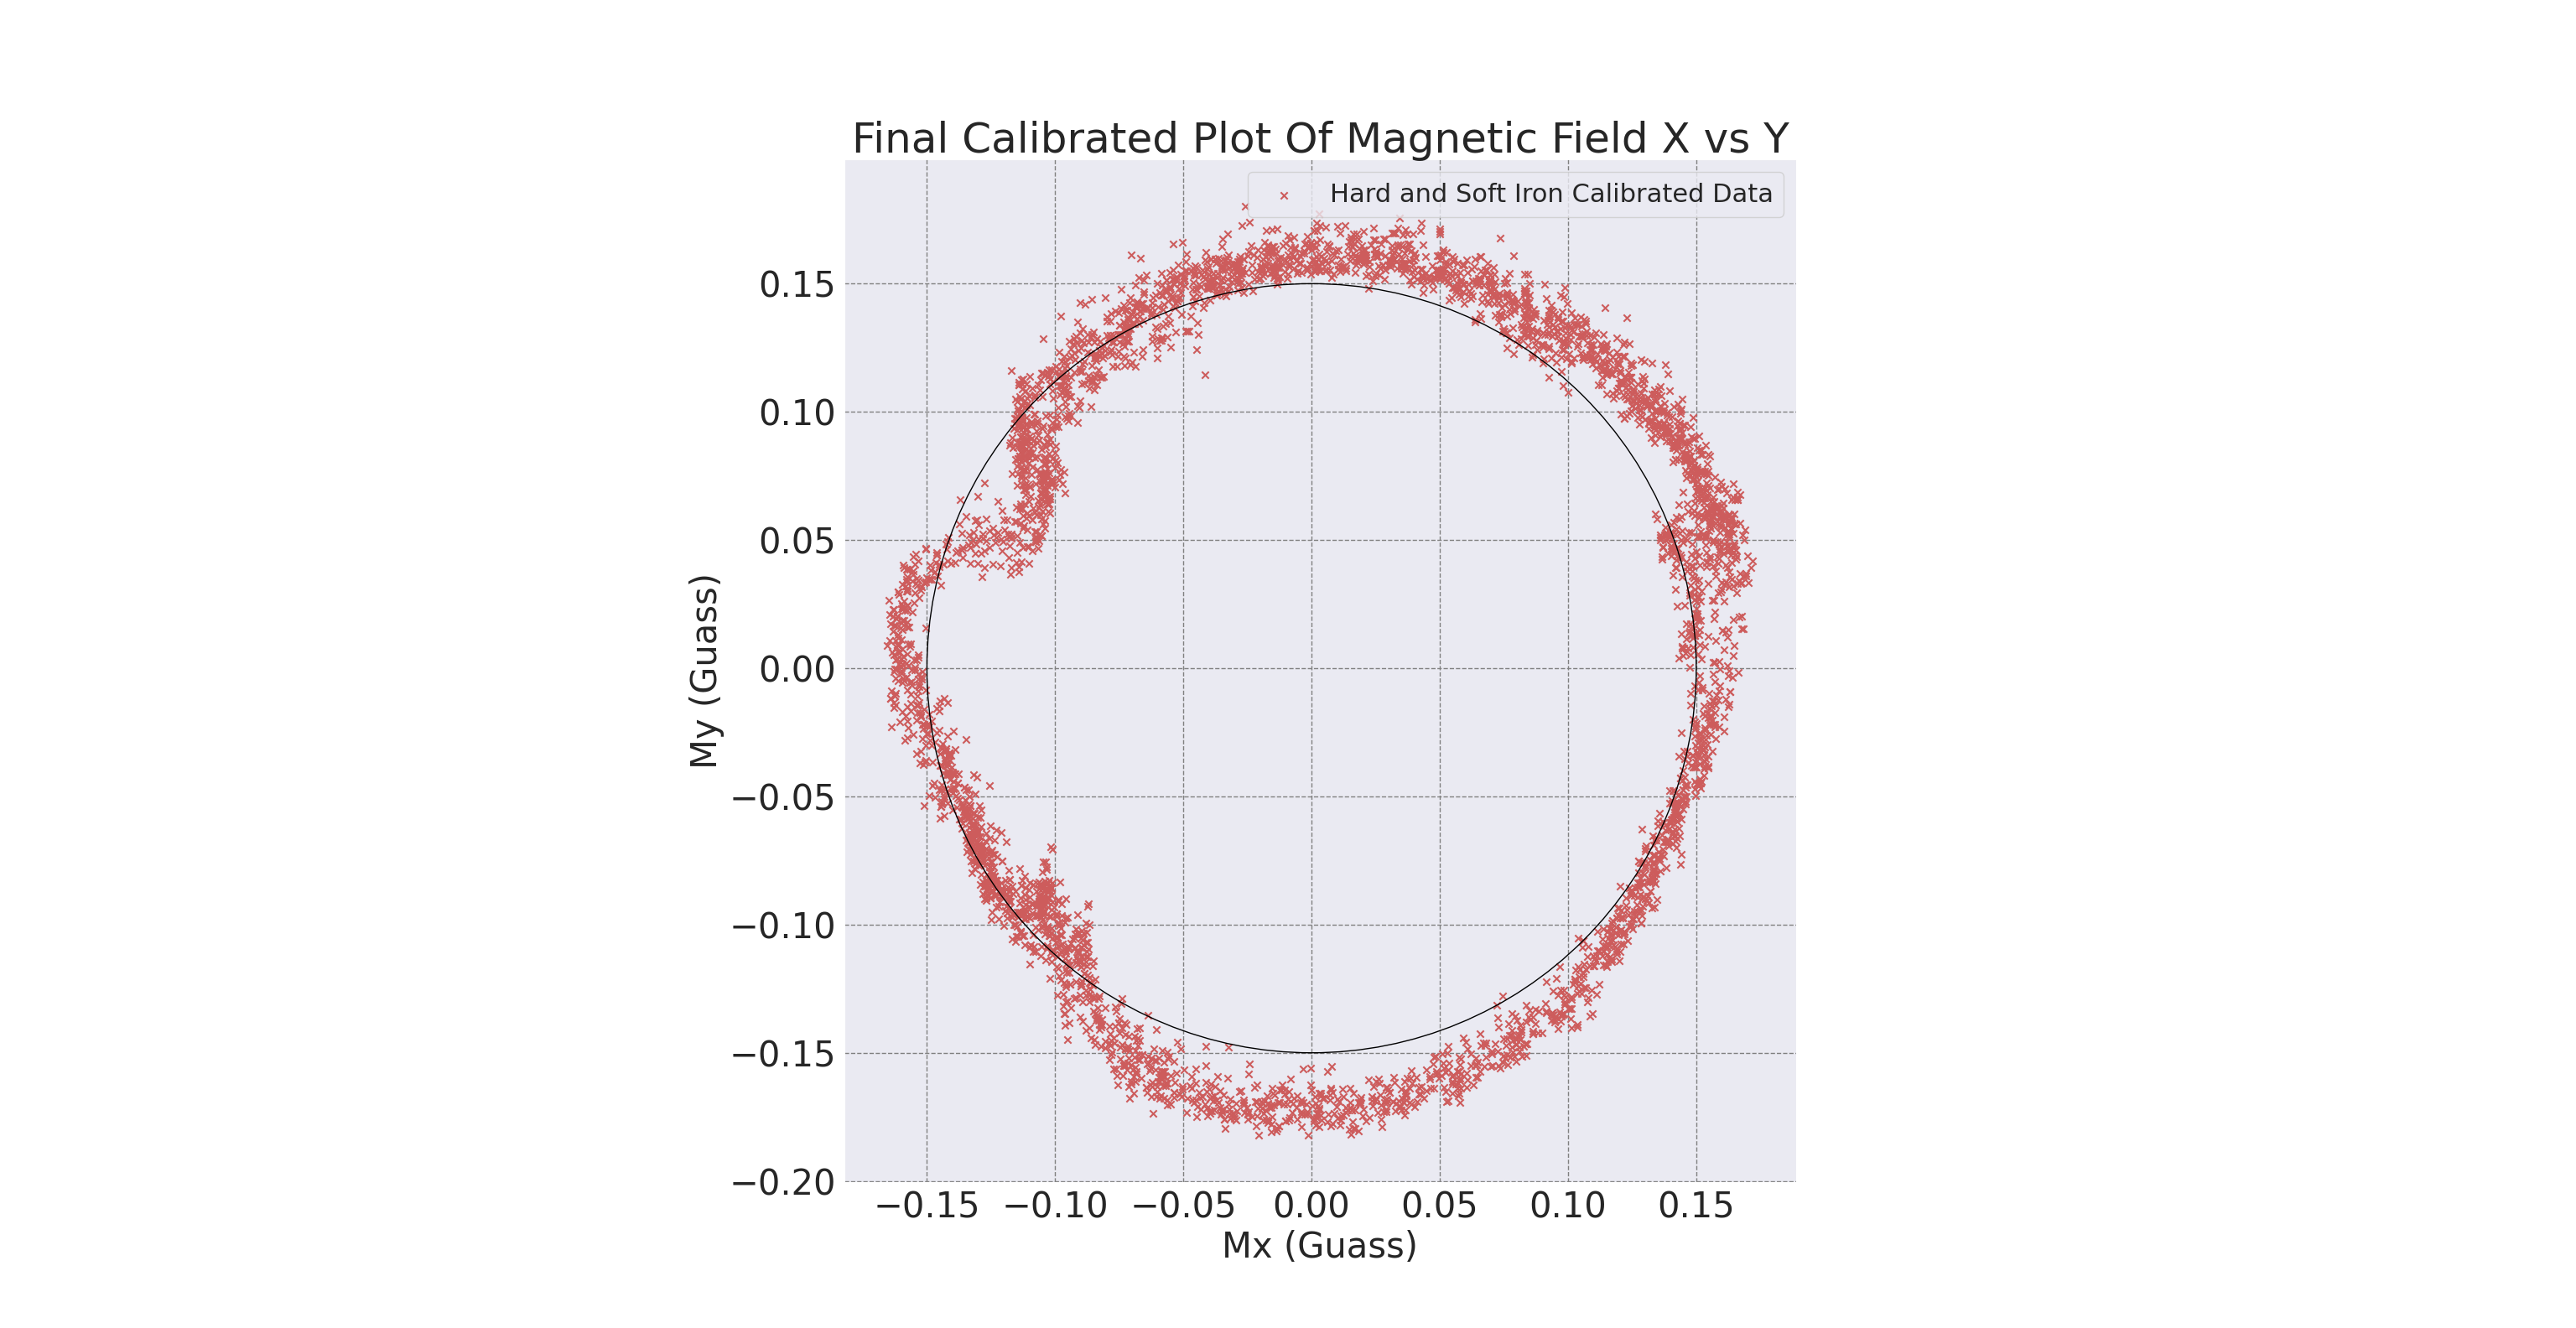 Final Calibrated Plot Of Magnetic Field X vs Y
Hard and Soft Iron Calibrated Data
0.15
0.10
0.05
0.00
−0.05
−0.10
−0.15
−0.20
My (Guass)
−0.15 −0.10 −0.05 0.00 0.05 0.10 0.15
Mx (Guass)